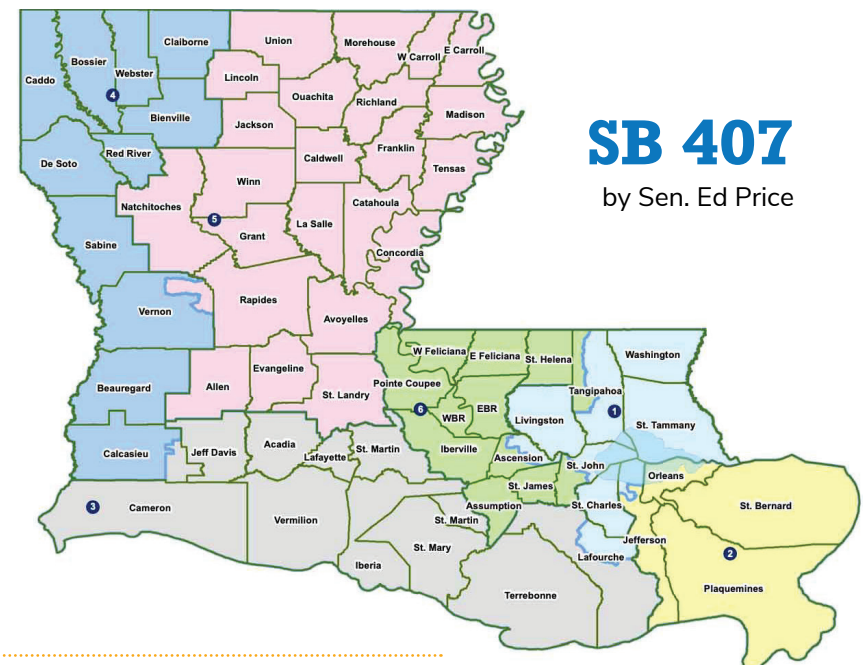 SB 407
by Sen. Ed Price
Claiborne
Union
Morehouse
W Carroll
E Carroll
Bossier
Webster
Caddo
Lincoln
4
Ouachita
Richland
Madison
Bienville
Jackson
Franklin
De Soto
Red River
Caldwell
Tensas
Winn
Natchitoches
Catahoula
5
La Salle
Grant
Sabine
Concordia
Rapides
Vernon
Avoyelles
W Feliciana
E Feliciana
St. Helena
Washington
Evangeline
Beauregard
Allen
Pointe Coupee
Tangipahoa
St. Landry
6
EBR
1
WBR
Livingston
St. Tammany
Calcasieu
Jeff Davis
Acadia
Lafayette
St. Martin
Iberville
Ascension
St. John
Orleans
St. James
3
Cameron
Assumption
St. Charles
St. Bernard
Vermilion
St. Martin
Jefferson
St. Mary
Lafourche
2
Iberia
Plaquemines
Terrebonne